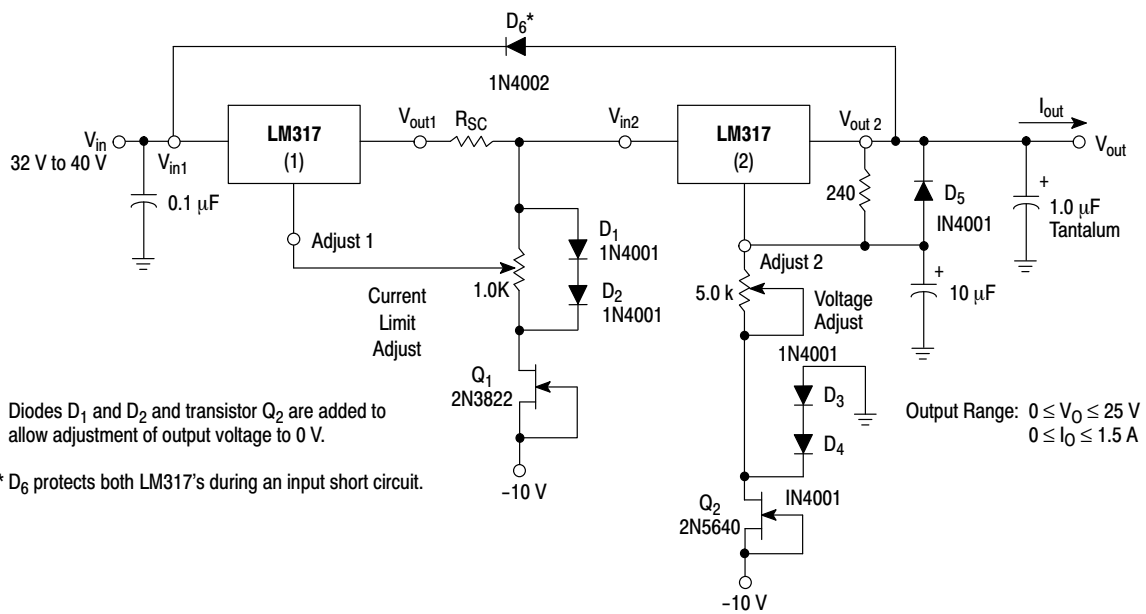 D6*
1N4002
Vin
32 V to 40 V
Vin1
0.1 μF
LM317
(1)
Adjust 1
Vout1
RSC
Vin2
LM317
(2)
Vout 2
Iout
Vout
240
D5
IN4001
+
1.0 μF
Tantalum
Adjust 2
+
10 μF
D1
1N4001
D2
1N4001
1.0K
Current
Limit
Adjust
5.0 k
Voltage
Adjust
1N4001
D3
D4
IN4001
Q1
2N3822
-10 V
Q2
2N5640
-10 V
Output Range: 0 ≤ VO ≤ 25 V
0 ≤ IO ≤ 1.5 A
Diodes D1 and D2 and transistor Q2 are added to
allow adjustment of output voltage to 0 V.
* D6 protects both LM317's during an input short circuit.